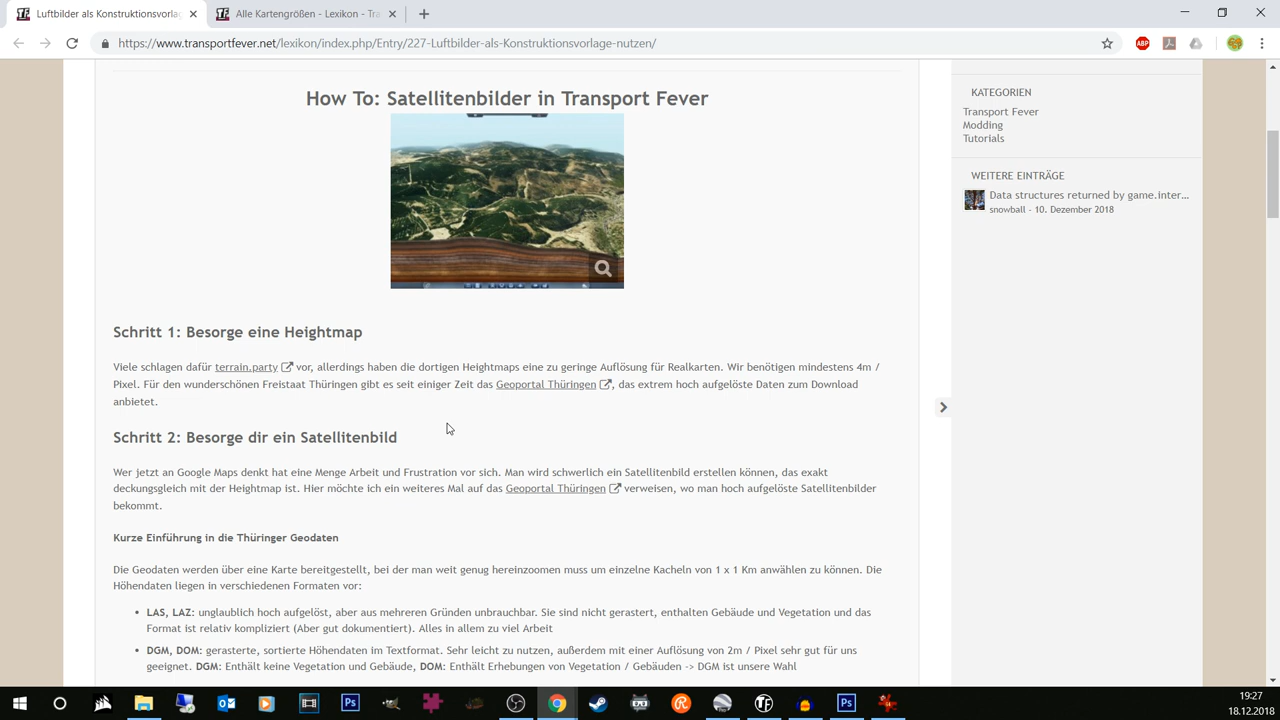 Luftbilder als Konstruktionsvorla
Alle Kartengrößen - Lexikon - Tra
https://www.transportfever.net/lexikon/index.php/Entry/227-Luftbilder-als-Konstruktionsvorlage-nutzen/
ABP
How To: Satellitenbilder in Transport Fever
Schritt 1: Besorge eine Heightmap
Viele schlagen dafür terrain.party vor, allerdings haben die dortigen Heightmaps eine zu geringe Auflösung für Realkarten. Wir benötigen mindestens 4m /
Pixel. Für den wunderschönen Freistaat Thüringen gibt es seit einiger Zeit das Geoportal Thüringen, das extrem hoch aufgelöste Daten zum Download
anbietet.
Schritt 2: Besorge dir ein Satellitenbild
Wer jetzt an Google Maps denkt hat eine Menge Arbeit und Frustration vor sich. Man wird schwerlich ein Satellitenbild erstellen können, das exakt
deckungsgleich mit der Heightmap ist. Hier möchte ich ein weiteres Mal auf das Geoportal Thüringen verweisen, wo man hoch aufgelöste Satellitenbilder
bekommt.
Kurze Einführung in die Thüringer Geodaten
Die Geodaten werden über eine Karte bereitgestellt, bei der man weit genug hereinzoomen muss um einzelne Kacheln von 1 x 1 Km anwählen zu können. Die
Höhendaten liegen in verschiedenen Formaten vor:
• LAS, LAZ: unglaublich hoch aufgelöst, aber aus mehreren Gründen unbrauchbar. Sie sind nicht gerastert, enthalten Gebäude und Vegetation und das
Format ist relativ kompliziert (Aber gut dokumentiert). Alles in allem zu viel Arbeit
• DGM, DOM: gerasterte, sortierte Höhendaten im Textformat. Sehr leicht zu nutzen, außerdem mit einer Auflösung von 2m / Pixel sehr gut für uns
geeignet. DGM: Enthält keine Vegetation und Gebäude, DOM: Enthält Erhebungen von Vegetation / Gebäuden -> DGM ist unsere Wahl
KATEGORIEN
Transport Fever
Modding
Tutorials
WEITERE EINTRÄGE
Data structures returned by game.inter...
snowball - 10. Dezember 2018
Ps
Ps
19:27
18.12.2018